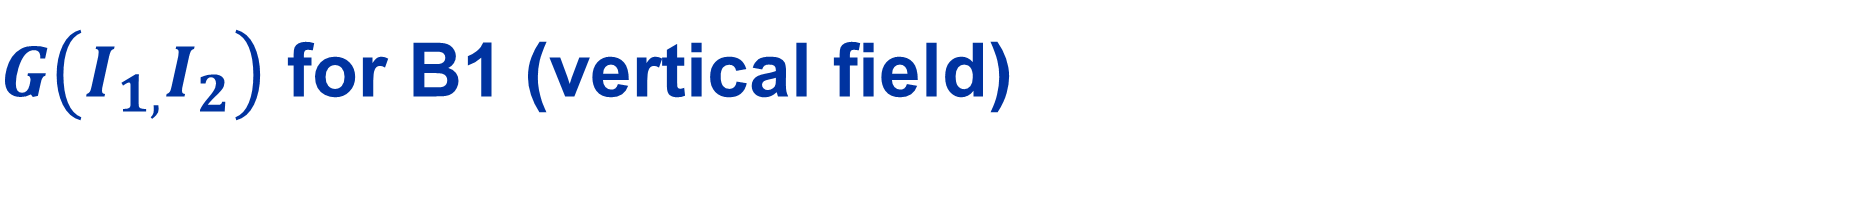 G(I₁,I₂) for B1 (vertical field)